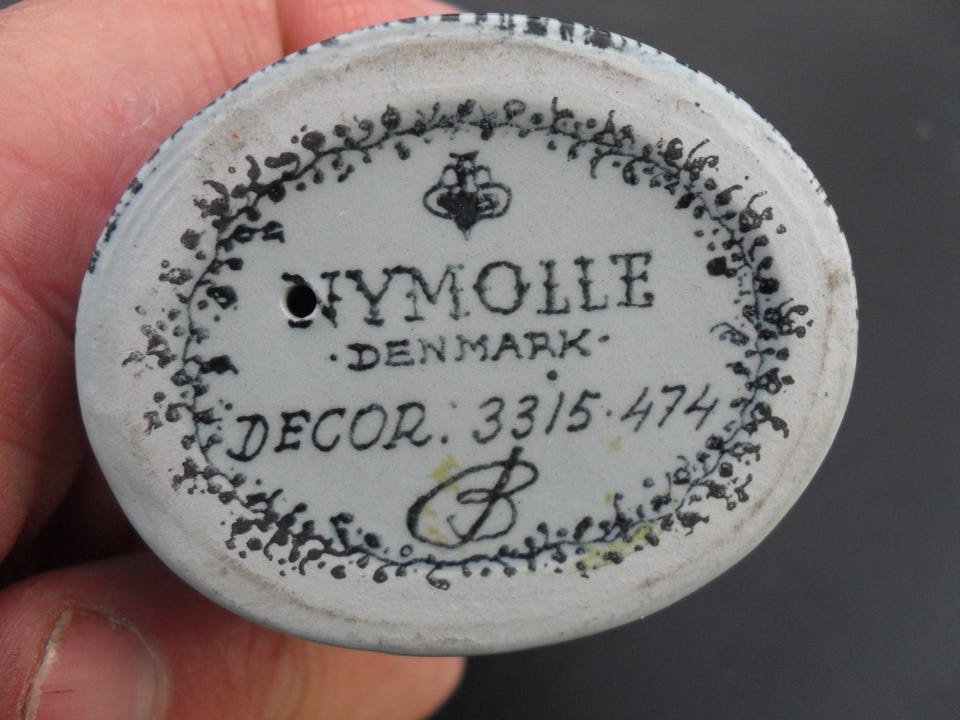 NYMOLLE
· DENMARK ·
DECOR: 3315·474
B